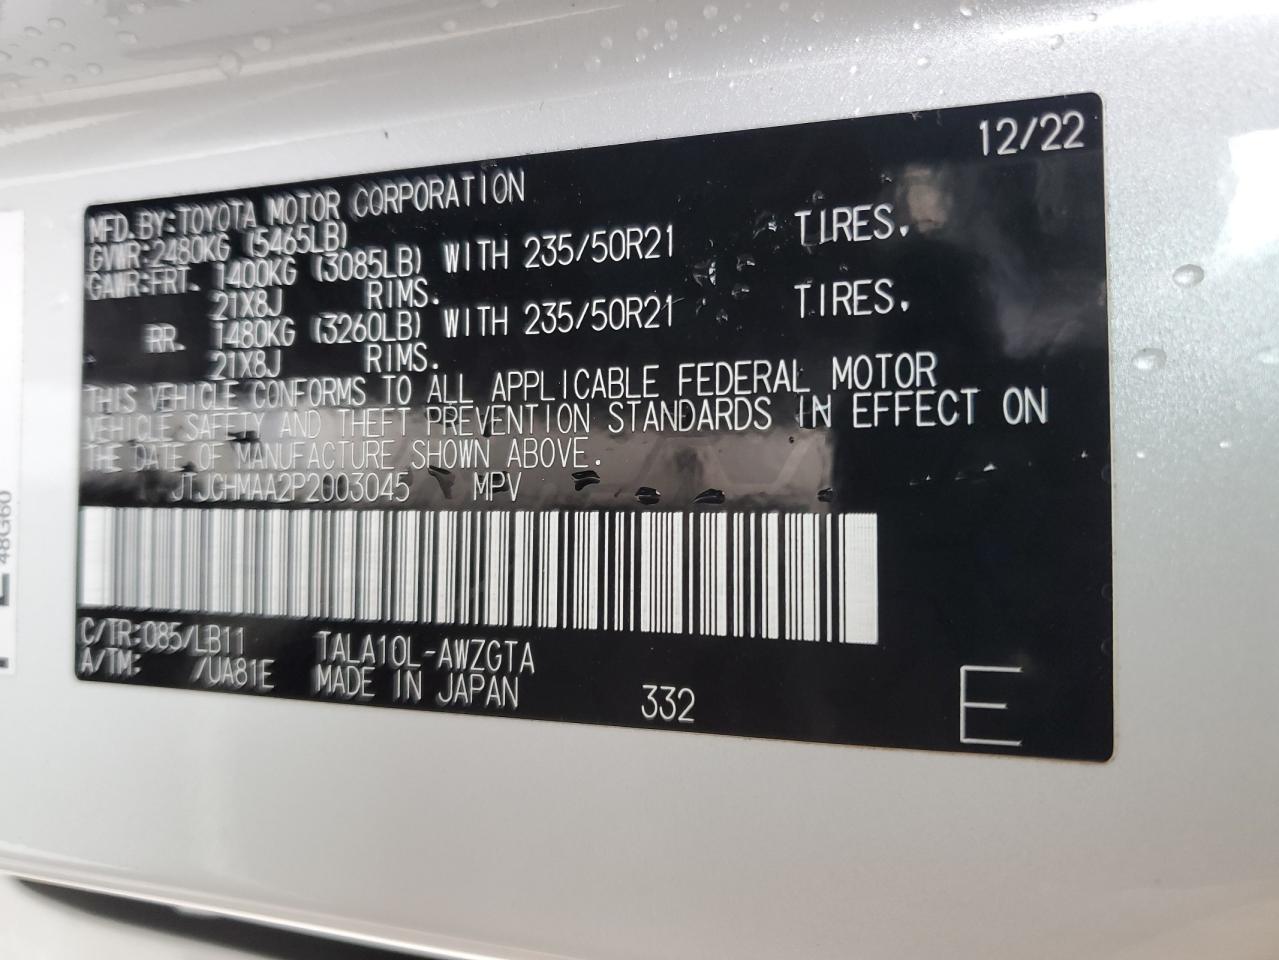 12/22
MFD.BY:TOYOTA MOTOR CORPORATION
GVWR:2480KG (5465LB)
GAWR:FRT. 1400KG (3085LB) WITH 235/50R21 TIRES,
21X8J RIMS.
RR. 1480KG (3260LB) WITH 235/50R21 TIRES,
21X8J RIMS.
THIS VEHICLE CONFORMS TO ALL APPLICABLE FEDERAL MOTOR
VEHICLE SAFETY AND THEFT PREVENTION STANDARDS IN EFFECT ON
THE DATE OF MANUFACTURE SHOWN ABOVE.
JTJCHMAA2P2003045 MPV
C/TR:085/LB11 TALA10L-AWZGTA
A/TM: /UA81E MADE IN JAPAN 332
E
48G60